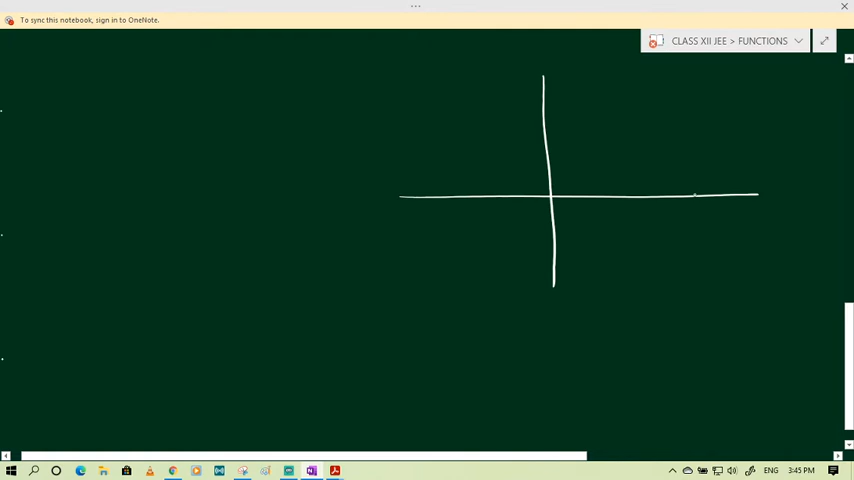 To sync this notebook, sign in to OneNote.
CLASS XII JEE > FUNCTIONS
ENG
3:45 PM